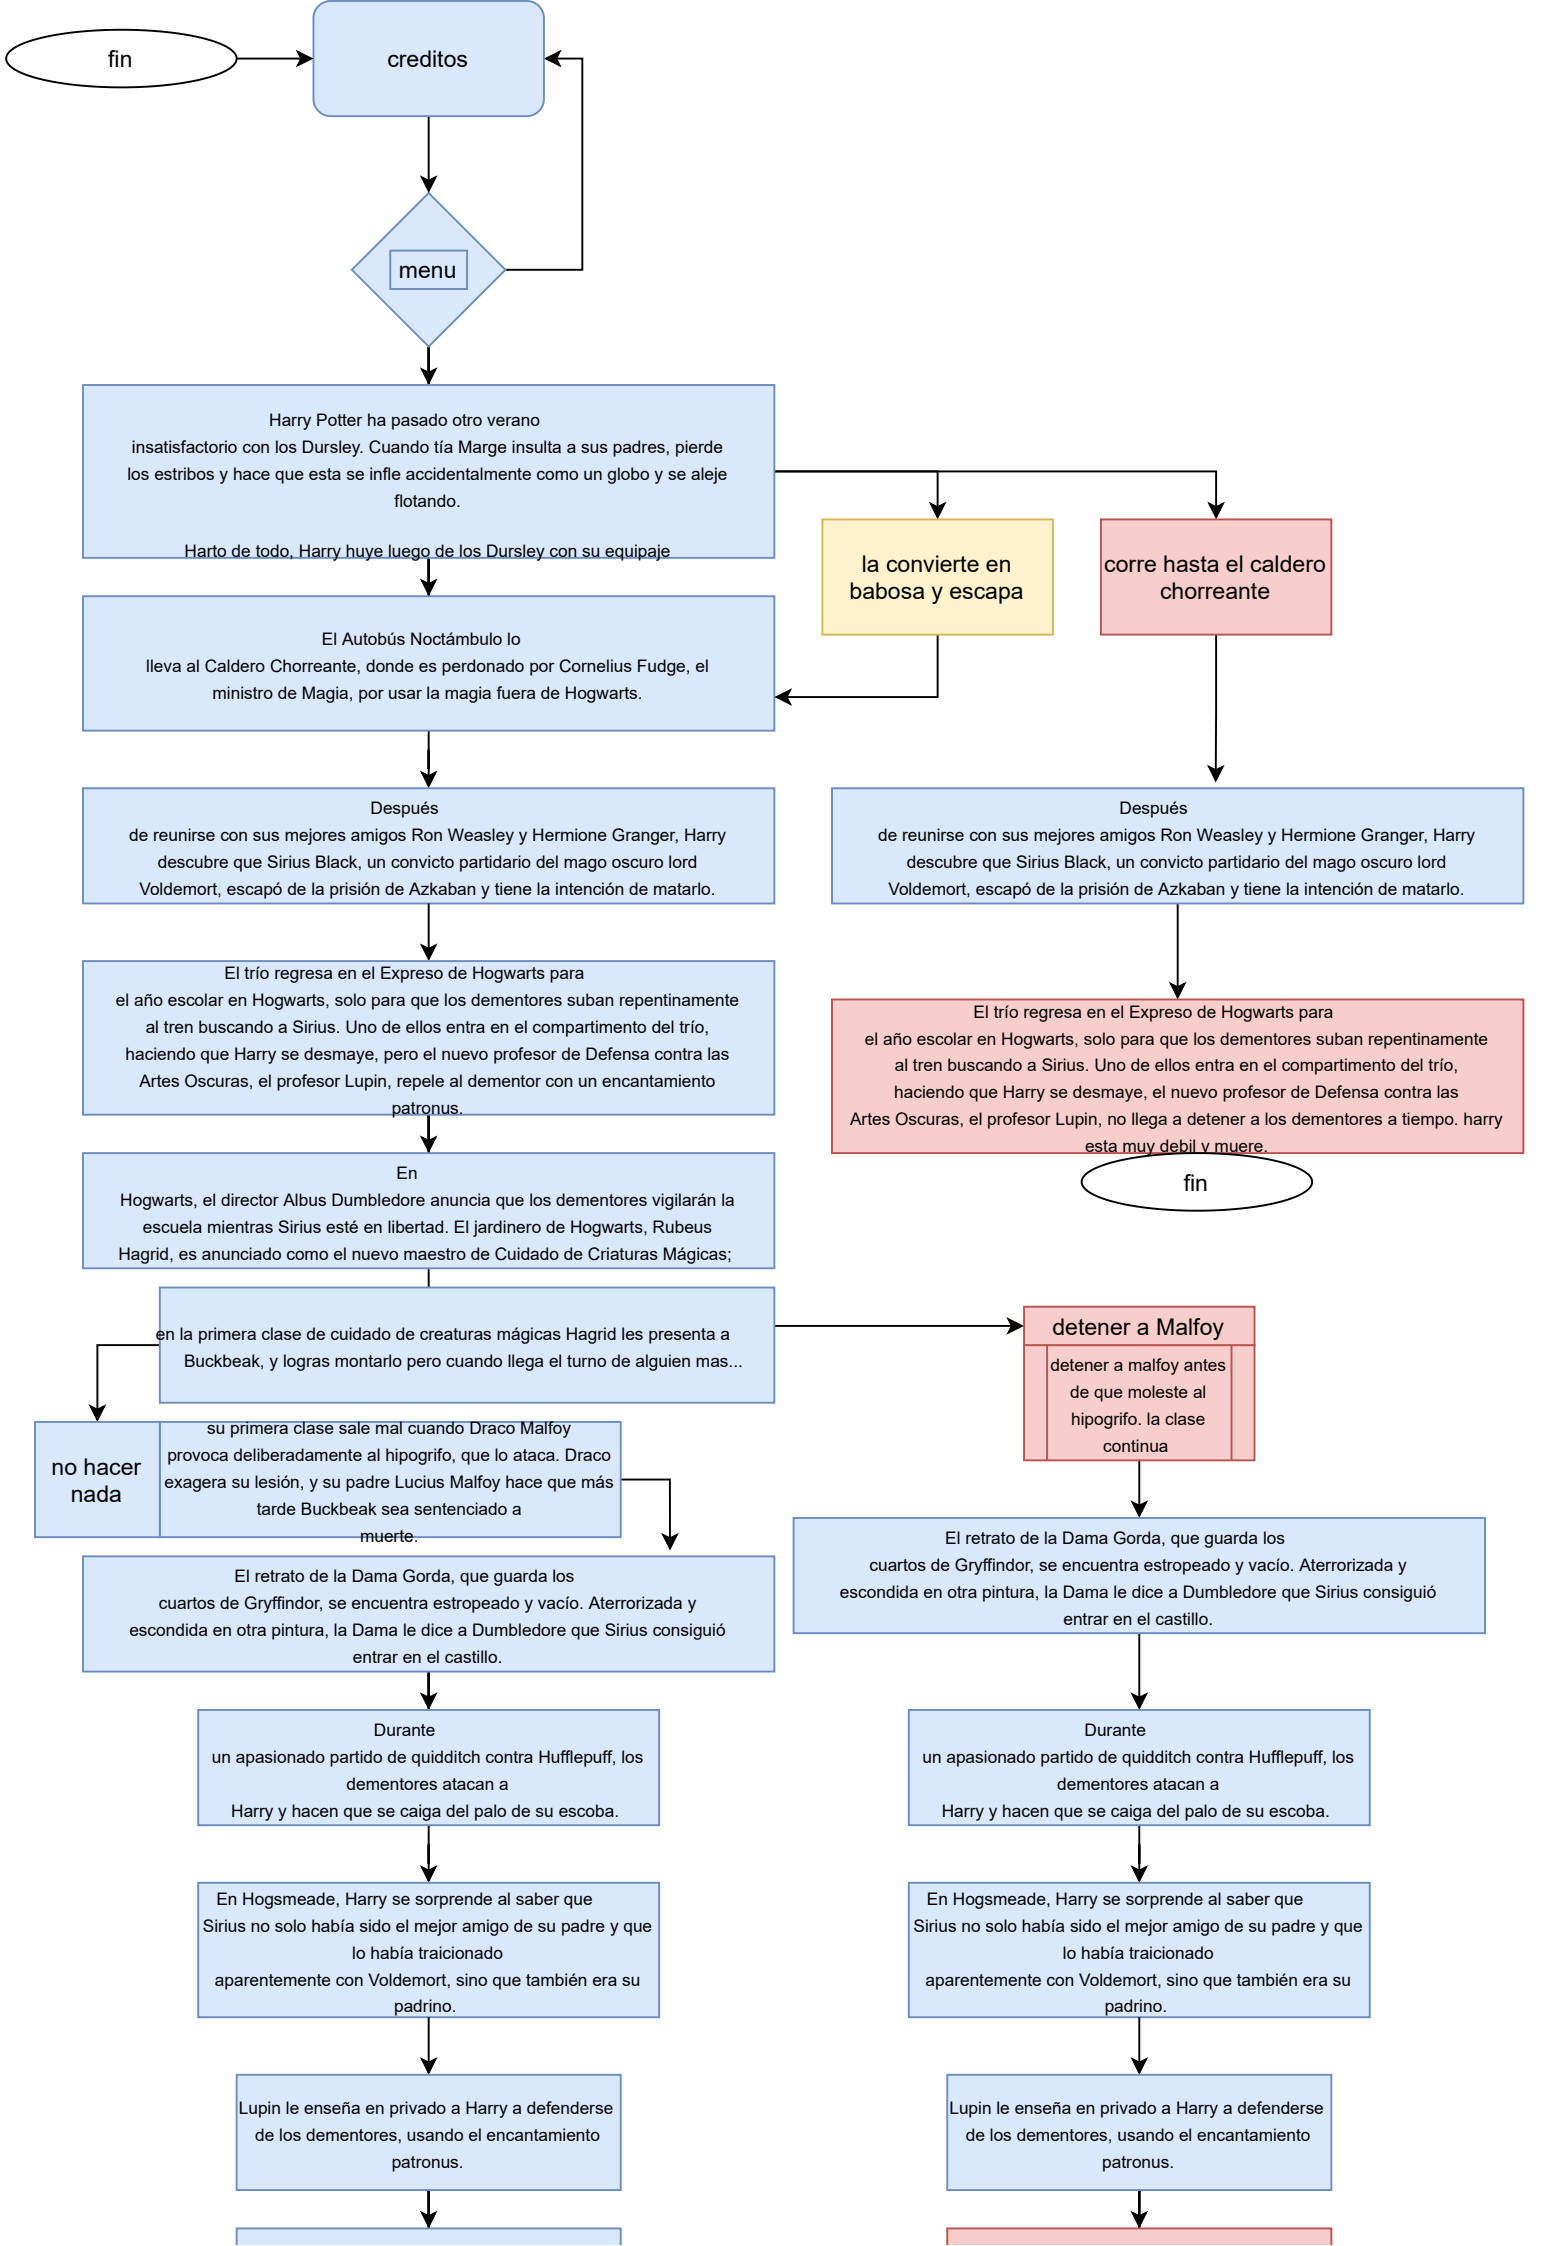 fin
creditos
menu
Harry Potter ha pasado otro verano
insatisfactorio con los Dursley. Cuando tía Marge insulta a sus padres, pierde
los estribos y hace que esta se infle accidentalmente como un globo y se aleje
flotando.
Harto de todo, Harry huye luego de los Dursley con su equipaje
la convierte en
babosa y escapa
corre hasta el caldero
chorreante
El Autobús Noctámbulo lo
lleva al Caldero Chorreante, donde es perdonado por Cornelius Fudge, el
ministro de Magia, por usar la magia fuera de Hogwarts.
Después
de reunirse con sus mejores amigos Ron Weasley y Hermione Granger, Harry
descubre que Sirius Black, un convicto partidario del mago oscuro lord
Voldemort, escapó de la prisión de Azkaban y tiene la intención de matarlo.
Después
de reunirse con sus mejores amigos Ron Weasley y Hermione Granger, Harry
descubre que Sirius Black, un convicto partidario del mago oscuro lord
Voldemort, escapó de la prisión de Azkaban y tiene la intención de matarlo.
El trío regresa en el Expreso de Hogwarts para
el año escolar en Hogwarts, solo para que los dementores suban repentinamente
al tren buscando a Sirius. Uno de ellos entra en el compartimento del trío,
haciendo que Harry se desmaye, pero el nuevo profesor de Defensa contra las
Artes Oscuras, el profesor Lupin, repele al dementor con un encantamiento
patronus.
El trío regresa en el Expreso de Hogwarts para
el año escolar en Hogwarts, solo para que los dementores suban repentinamente
al tren buscando a Sirius. Uno de ellos entra en el compartimento del trío,
haciendo que Harry se desmaye, el nuevo profesor de Defensa contra las
Artes Oscuras, el profesor Lupin, no llega a detener a los dementores a tiempo. harry
esta muy debil y muere.
fin
En
Hogwarts, el director Albus Dumbledore anuncia que los dementores vigilarán la
escuela mientras Sirius esté en libertad. El jardinero de Hogwarts, Rubeus
Hagrid, es anunciado como el nuevo maestro de Cuidado de Criaturas Mágicas;
en la primera clase de cuidado de creaturas mágicas Hagrid les presenta a
Buckbeak, y logras montarlo pero cuando llega el turno de alguien mas...
detener a Malfoy
detener a malfoy antes
de que moleste al
hipogrifo. la clase
continua
no hacer
nada
su primera clase sale mal cuando Draco Malfoy
provoca deliberadamente al hipogrifo, que lo ataca. Draco
exagera su lesión, y su padre Lucius Malfoy hace que más
tarde Buckbeak sea sentenciado a
muerte.
El retrato de la Dama Gorda, que guarda los
cuartos de Gryffindor, se encuentra estropeado y vacío. Aterrorizada y
escondida en otra pintura, la Dama le dice a Dumbledore que Sirius consiguió
entrar en el castillo.
El retrato de la Dama Gorda, que guarda los
cuartos de Gryffindor, se encuentra estropeado y vacío. Aterrorizada y
escondida en otra pintura, la Dama le dice a Dumbledore que Sirius consiguió
entrar en el castillo.
Durante
un apasionado partido de quidditch contra Hufflepuff, los
dementores atacan a
Harry y hacen que se caiga del palo de su escoba.
Durante
un apasionado partido de quidditch contra Hufflepuff, los
dementores atacan a
Harry y hacen que se caiga del palo de su escoba.
En Hogsmeade, Harry se sorprende al saber que
Sirius no solo había sido el mejor amigo de su padre y que
lo había traicionado
aparentemente con Voldemort, sino que también era su
padrino.
En Hogsmeade, Harry se sorprende al saber que
Sirius no solo había sido el mejor amigo de su padre y que
lo había traicionado
aparentemente con Voldemort, sino que también era su
padrino.
Lupin le enseña en privado a Harry a defenderse
de los dementores, usando el encantamiento
patronus.
Lupin le enseña en privado a Harry a defenderse
de los dementores, usando el encantamiento
patronus.